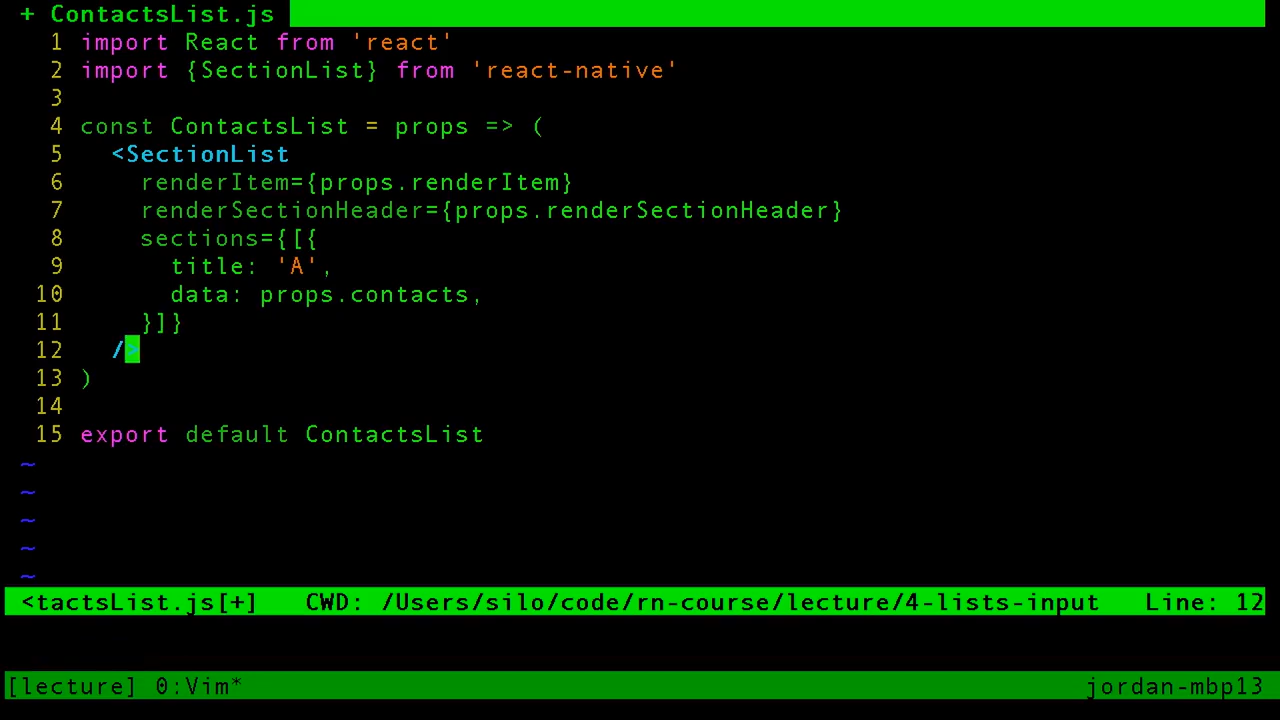 + ContactsList.js
1 import React from 'react'
2 import {SectionList} from 'react-native'
3
4 const ContactsList = props => (
5   <SectionList
6     renderItem={props.renderItem}
7     renderSectionHeader={props.renderSectionHeader}
8     sections={[{
9       title: 'A',
10       data: props.contacts,
11     }]}
12   />
13 )
14
15 export default ContactsList
~
~
~
~
~
<tactsList.js[+]   CWD: /Users/silo/code/rn-course/lecture/4-lists-input   Line: 12
[lecture] 0:Vim* jordan-mbp13